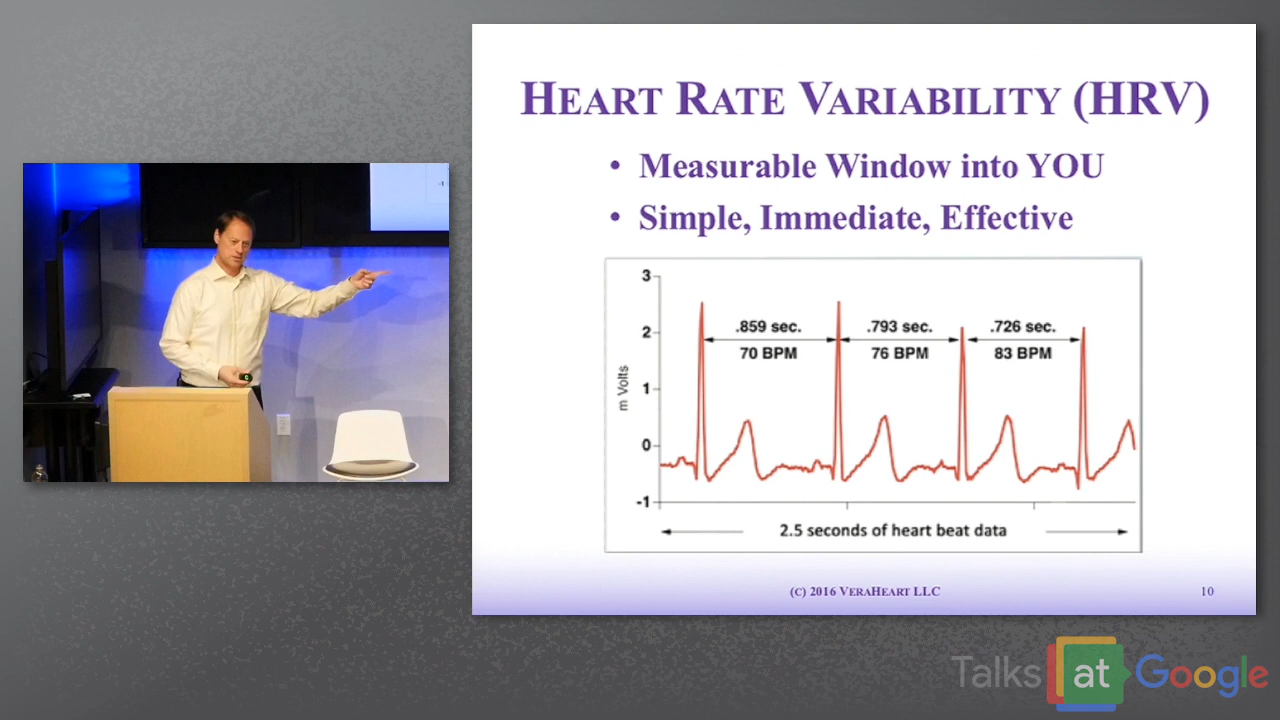 HEART RATE VARIABILITY (HRV)
• Measurable Window into YOU
• Simple, Immediate, Effective
3
2
1
0
-1
m Volts
.859 sec.
70 BPM
.793 sec.
76 BPM
.726 sec.
83 BPM
2.5 seconds of heart beat data
(C) 2016 VERAHEART LLC
10
Talks at Google